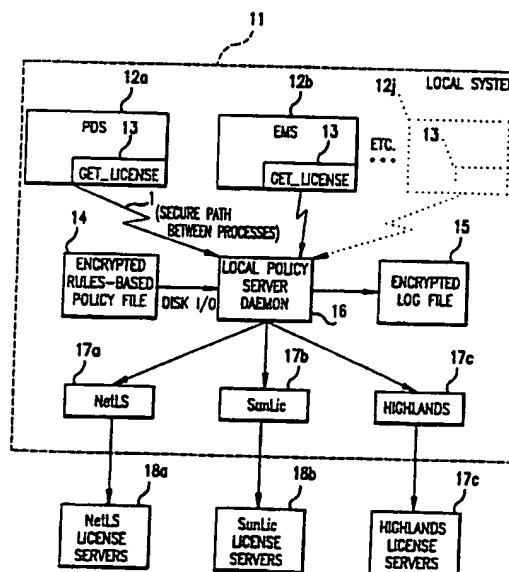 11
12a
12b
12j
LOCAL SYSTEM
PDS
13
GET_LICENSE
EMS
13
GET_LICENSE
ETC.
13
1
(SECURE PATH
BETWEEN PROCESSES)
14
ENCRYPTED
RULES-BASED
POLICY FILE
DISK I/O
LOCAL POLICY
SERVER
DAEMON
16
15
ENCRYPTED
LOG FILE
17a
NetLS
17b
SunLic
17c
HIGHLANDS
18a
NetLS
LICENSE
SERVERS
18b
SunLic
LICENSE
SERVERS
17c
HIGHLANDS
LICENSE
SERVERS